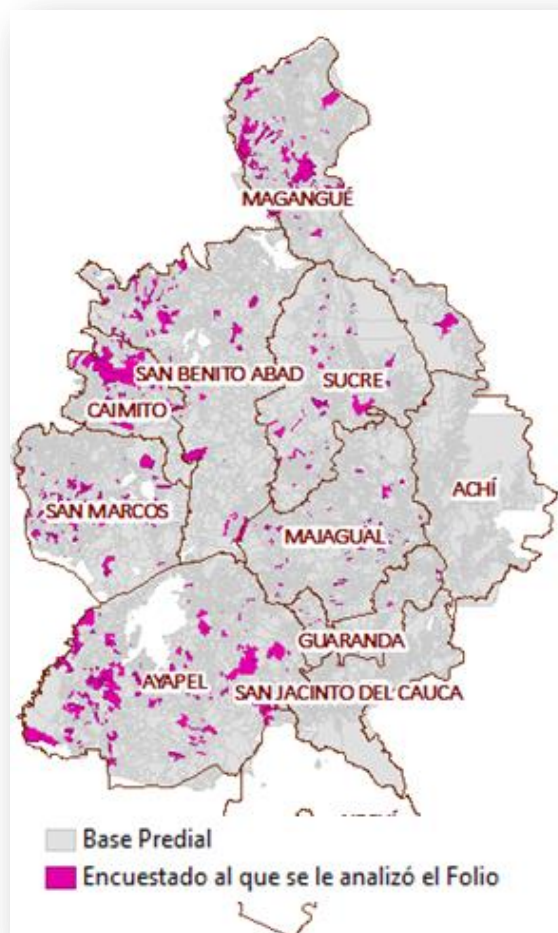 MAGANGUÉ
SAN BENITO ABAD
SUCRE
CAIMITO
ACHÍ
SAN MARCOS
MAJAGUAL
GUARANDA
AYAPEL
SAN JACINTO DEL CAUCA
Base Predial
Encuestado al que se le analizó el Folio